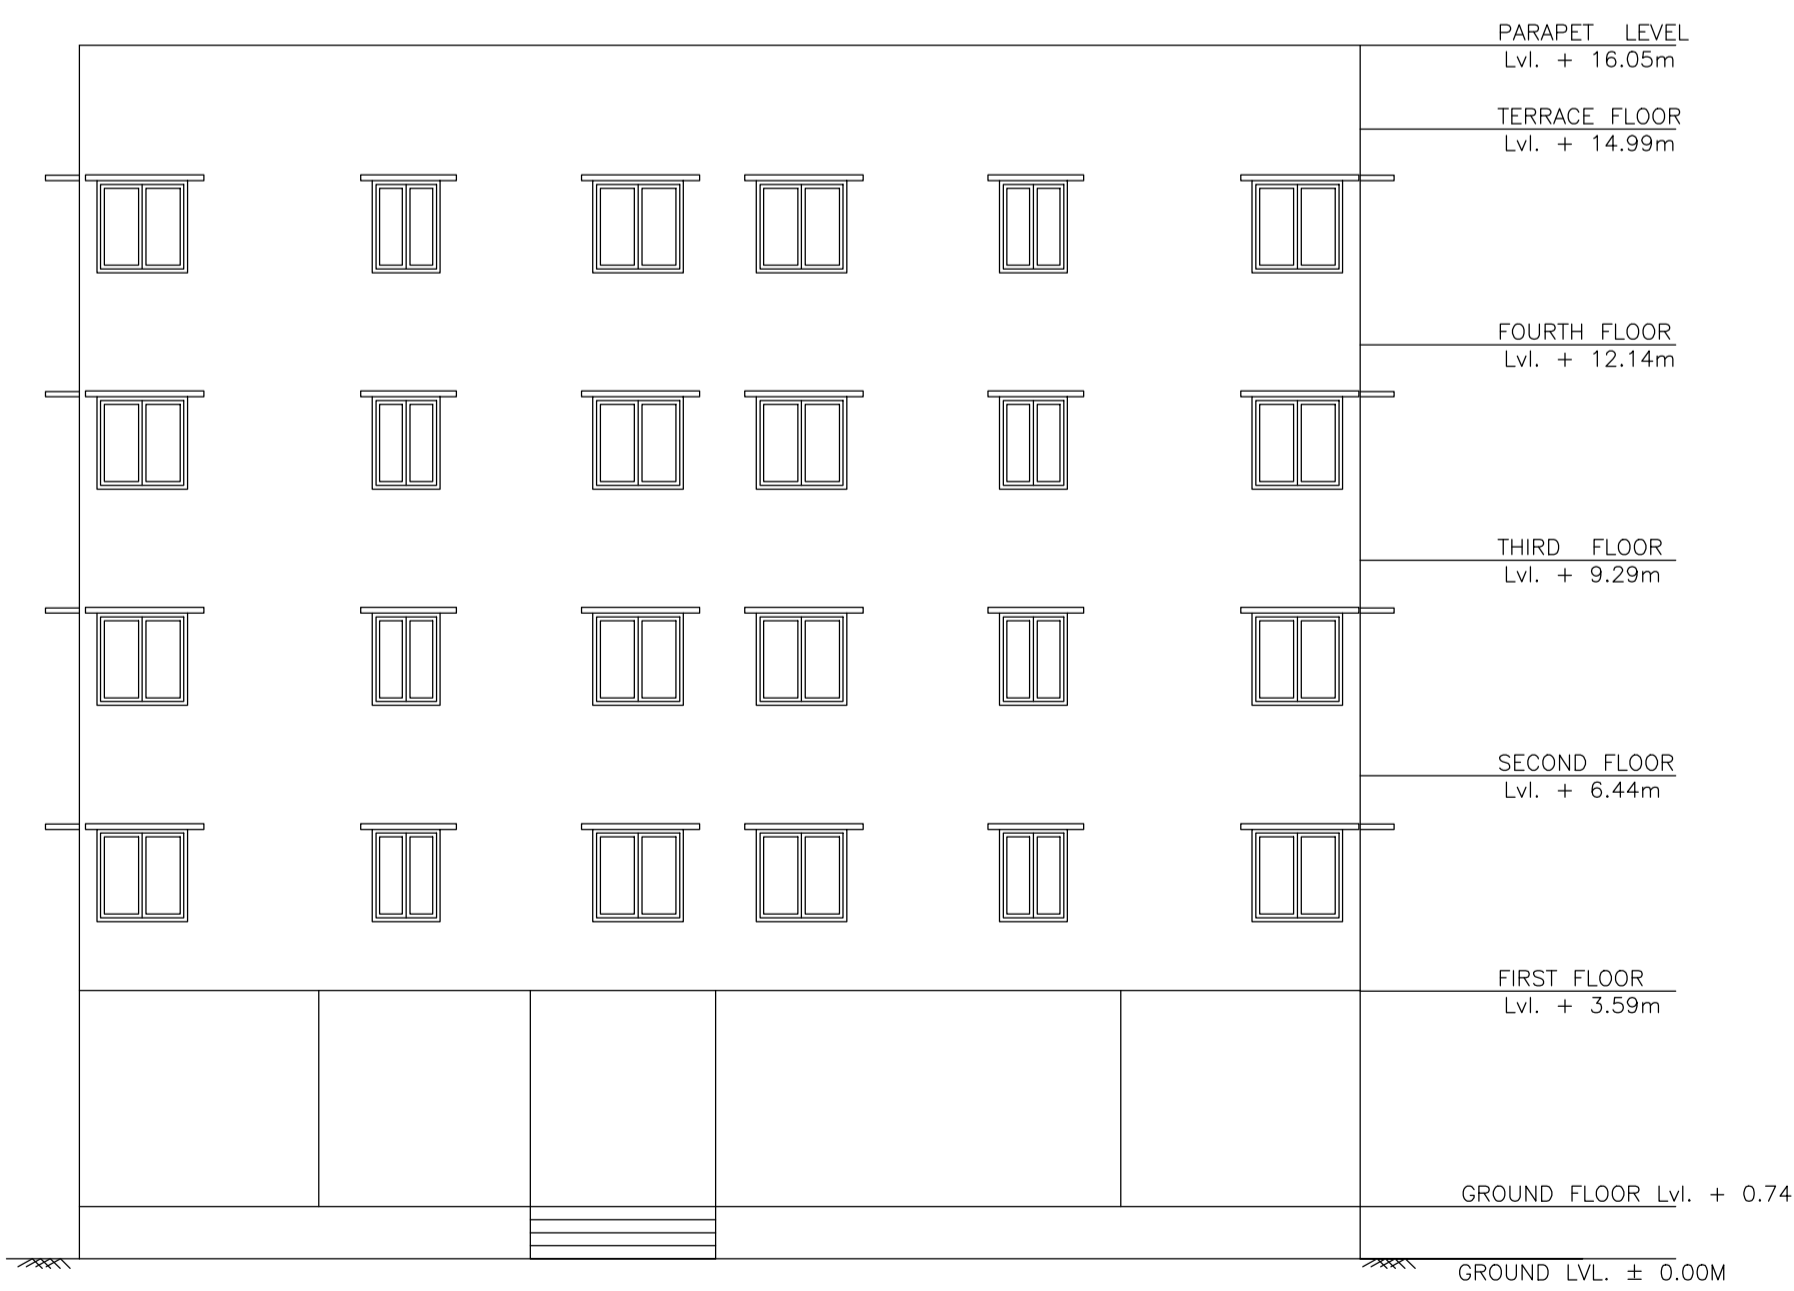 PARAPET LEVEL
Lvl. + 16.05m
TERRACE FLOOR
Lvl. + 14.99m
FOURTH FLOOR
Lvl. + 12.14m
THIRD FLOOR
Lvl. + 9.29m
SECOND FLOOR
Lvl. + 6.44m
FIRST FLOOR
Lvl. + 3.59m
GROUND FLOOR Lvl. + 0.74
GROUND LVL. ± 0.00M